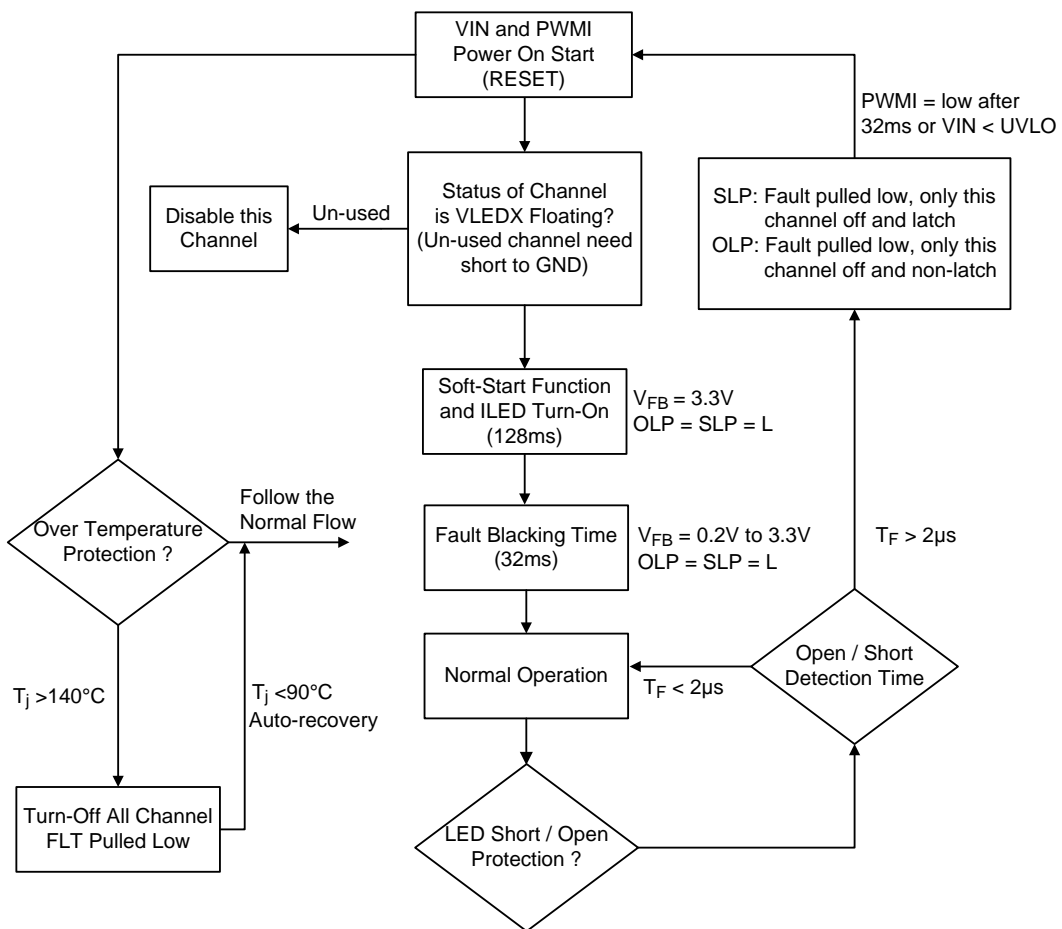 VIN and PWMI
Power On Start
(RESET)
PWMI = low after
32ms or VIN < UVLO
Disable this
Channel
Un-used
Status of Channel
is VLEDX Floating?
(Un-used channel need
short to GND)
SLP: Fault pulled low, only this
channel off and latch
OLP: Fault pulled low, only this
channel off and non-latch
Soft-Start Function
and ILED Turn-On
(128ms)
VFB = 3.3V
OLP = SLP = L
Over Temperature
Protection ?
Follow the
Normal Flow
Fault Blacking Time
(32ms)
VFB = 0.2V to 3.3V
OLP = SLP = L
TF > 2µs
Normal Operation
TF < 2µs
Open / Short
Detection Time
Tj >140°C
Tj <90°C
Auto-recovery
Turn-Off All Channel
FLT Pulled Low
LED Short / Open
Protection ?